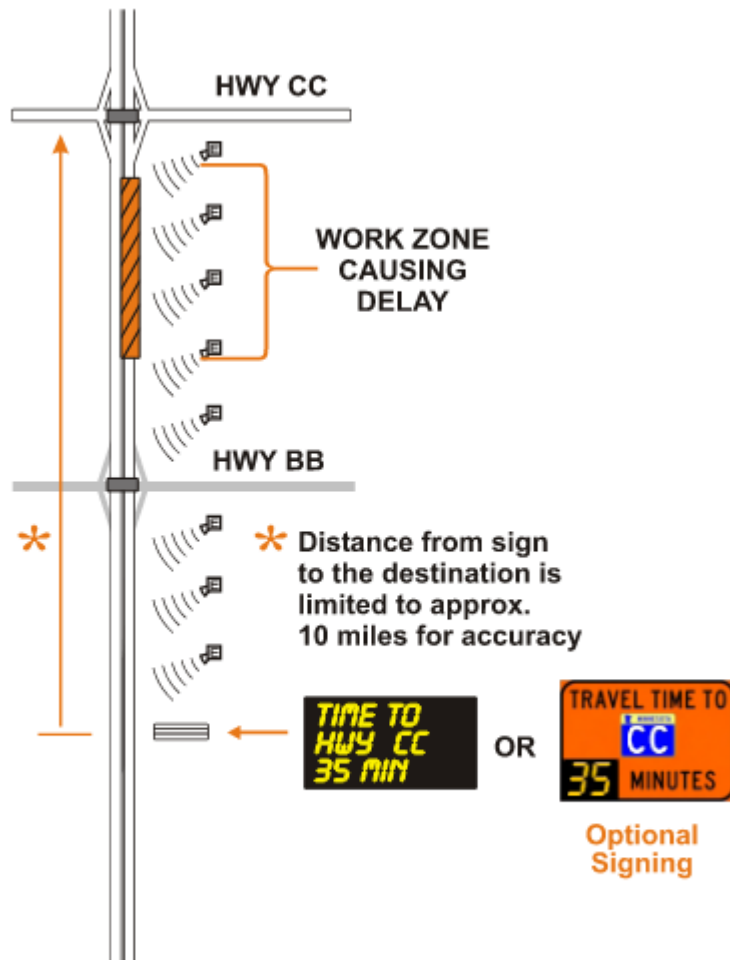 HWY CC
WORK ZONE
CAUSING
DELAY
HWY BB
* Distance from sign
to the destination is
limited to approx.
10 miles for accuracy
*
TIME TO
HWY CC
35 MIN
OR
TRAVEL TIME TO
MINNESOTA
CC
35 MINUTES
Optional
Signing